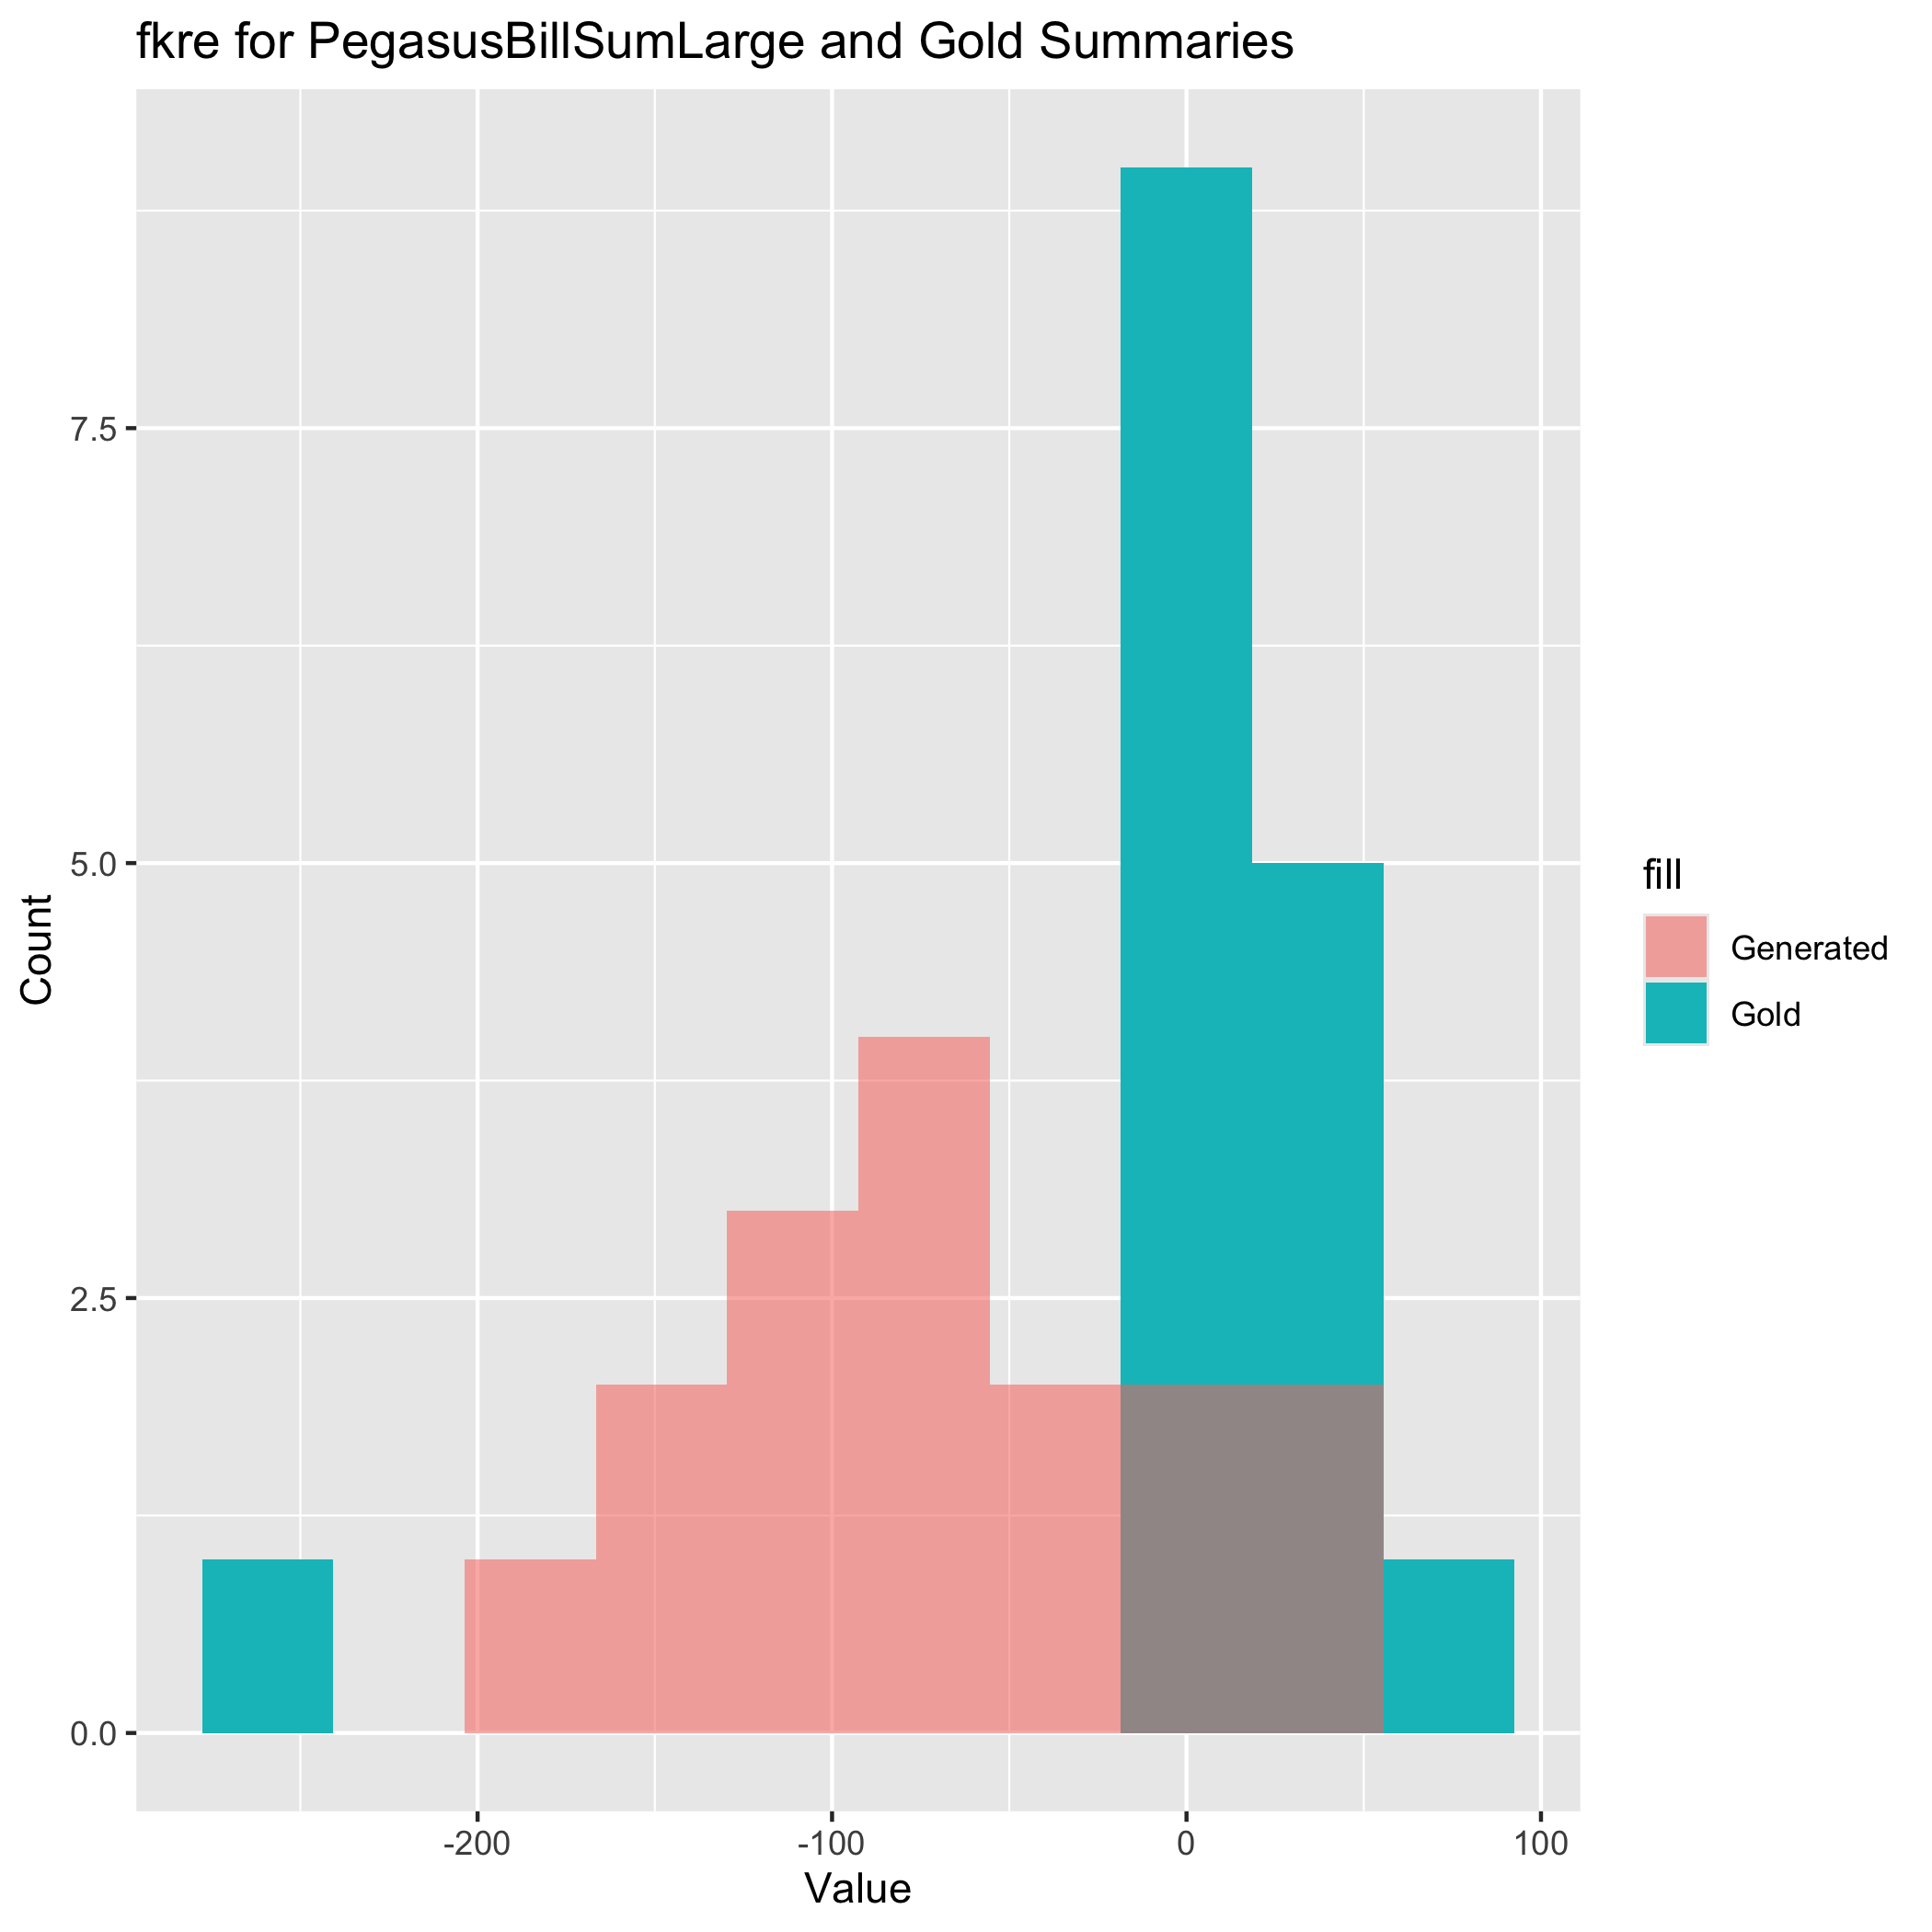 fkre for PegasusBillSumLarge and Gold Summaries
7.5
5.0
2.5
0.0
Count
-200
-100
0
100
Value
fill
Generated
Gold